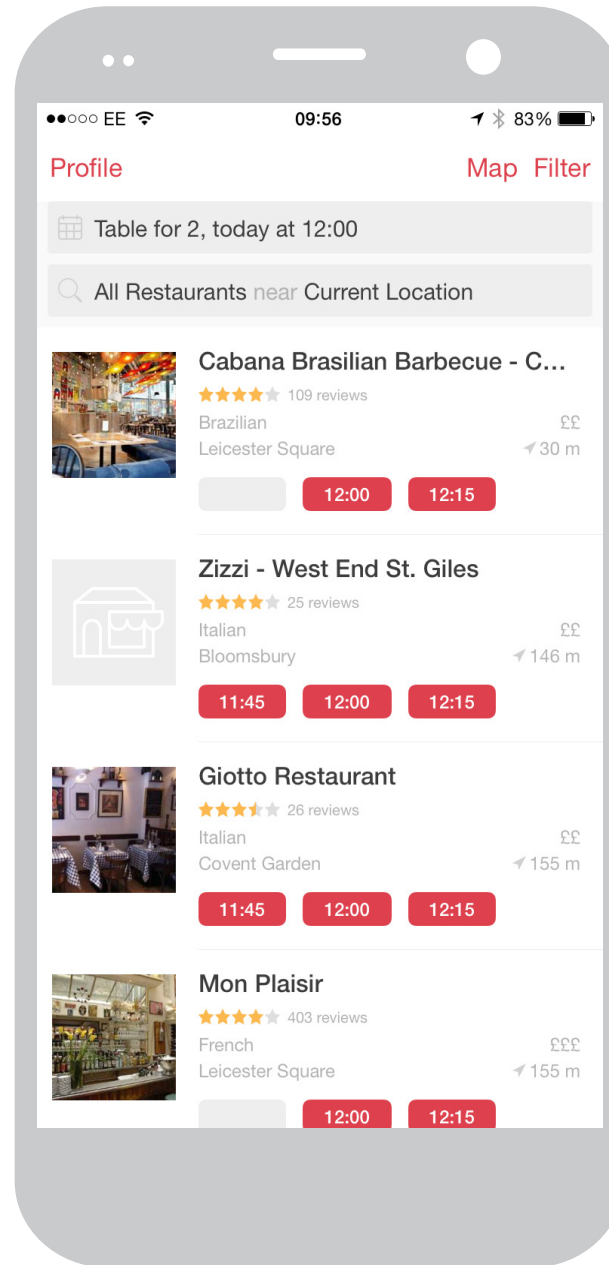 EE 09:56 83%
Profile Map Filter
Table for 2, today at 12:00
All Restaurants near Current Location
Cabana Brasilian Barbecue - C...
109 reviews
Brazilian ££
Leicester Square 30 m
12:00 12:15
Zizzi - West End St. Giles
25 reviews
Italian ££
Bloomsbury 146 m
11:45 12:00 12:15
Giotto Restaurant
26 reviews
Italian ££
Covent Garden 155 m
11:45 12:00 12:15
Mon Plaisir
403 reviews
French £££
Leicester Square 155 m
12:00 12:15